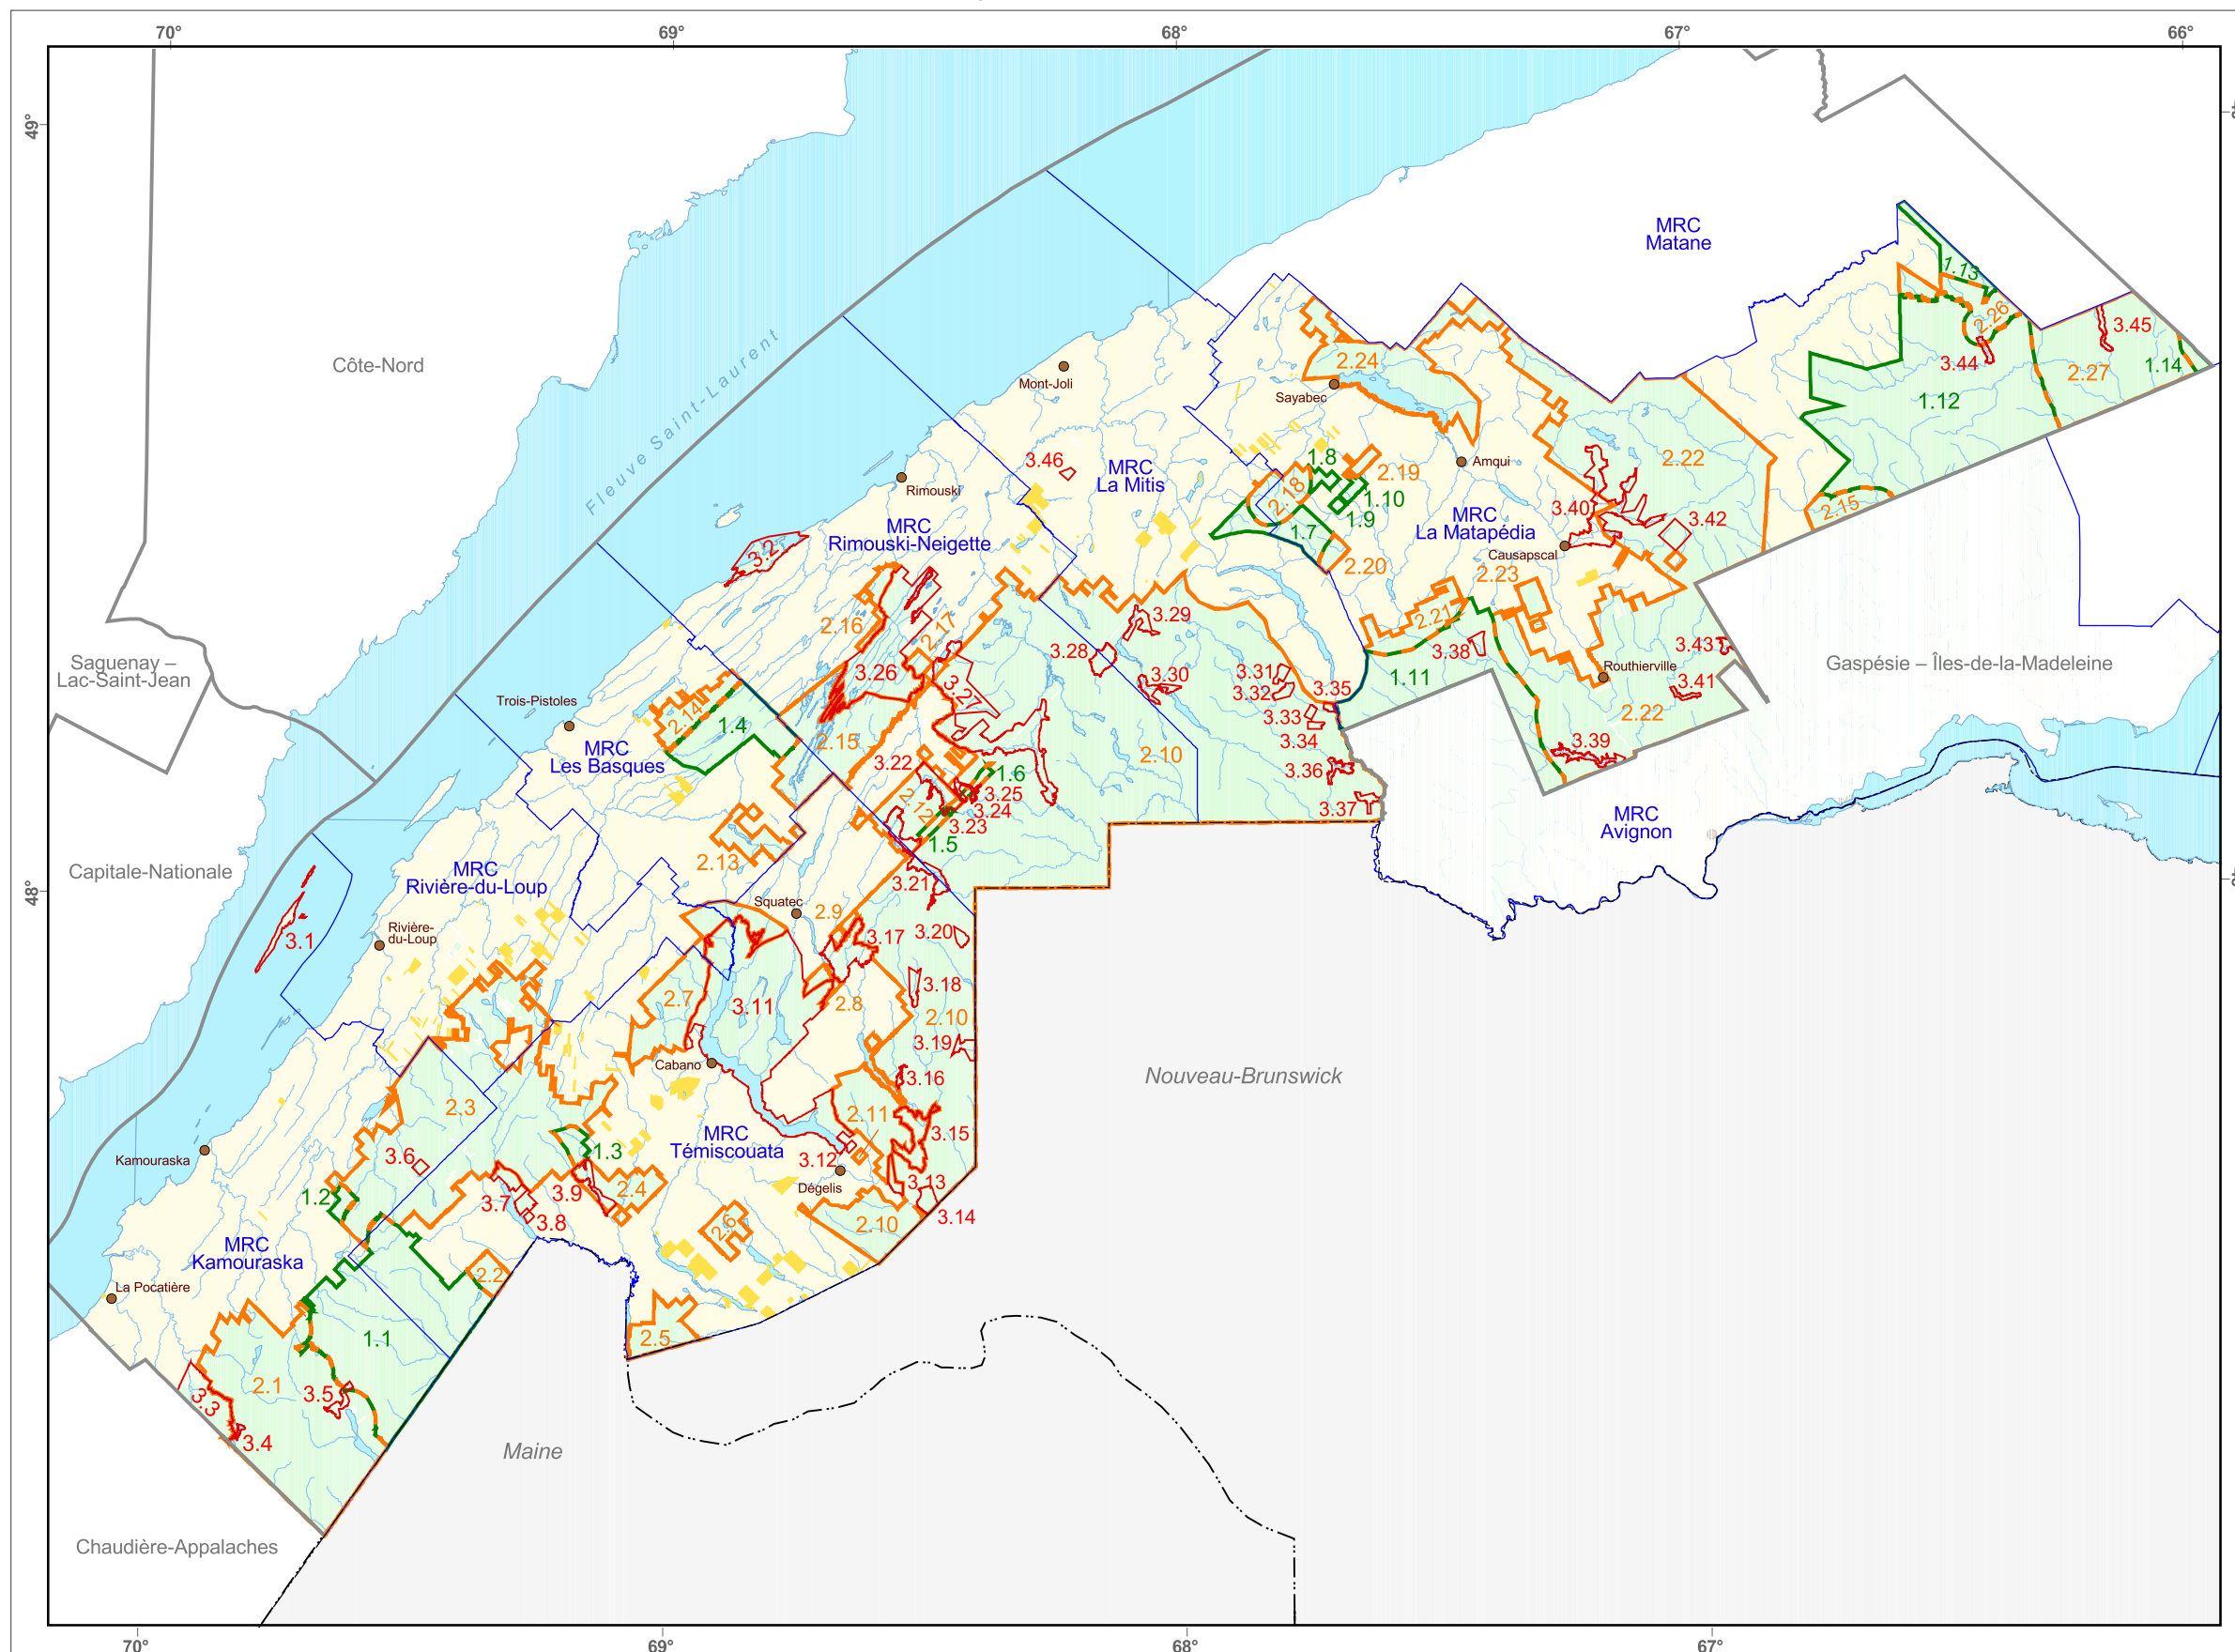 70°
69°
68°
67°
66°
49°
Côte-Nord
MRC
Matane
Fleuve Saint-Laurent
1.13
2.26
3.45
3.44
2.27
1.14
1.12
2.15
Mont-Joli
2.24
Sayabec
3.46
MRC
La Mitis
Rimouski
1.8
2.19
Amqui
2.22
2.18
1.10
1.9
1.7
2.20
MRC
La Matapédia
3.40
3.42
Causapscal
MRC
Rimouski-Neigette
3.2
2.23
2.21
3.38
3.43
Routhierville
3.41
2.22
3.39
1.11
2.16
2.17
3.26
3.27
3.29
3.28
3.30
3.31
3.32
3.35
3.33
3.34
3.36
3.37
2.10
Saguenay –
Lac-Saint-Jean
Gaspésie – Îles-de-la-Madeleine
Trois-Pistoles
MRC
Les Basques
2.14
1.4
2.15
3.22
1.6
2.12
3.25
3.24
3.23
1.5
MRC
Avignon
2.13
Capitale-Nationale
48°
MRC
Rivière-du-Loup
3.21
Squatec
2.9
3.1
Rivière-
du-Loup
3.17
3.20
3.18
2.7
3.11
2.8
2.10
3.19
Cabano
3.16
Nouveau-Brunswick
2.3
2.11
3.15
MRC
Témiscouata
Kamouraska
3.6
1.3
3.12
Dégelis
1.2
3.7
3.9
2.4
3.13
3.8
3.14
2.6
2.10
MRC
Kamouraska
La Pocatière
2.2
1.1
2.5
2.1
3.5
3.3
3.4
Maine
Chaudière-Appalaches
70°
69°
68°
67°